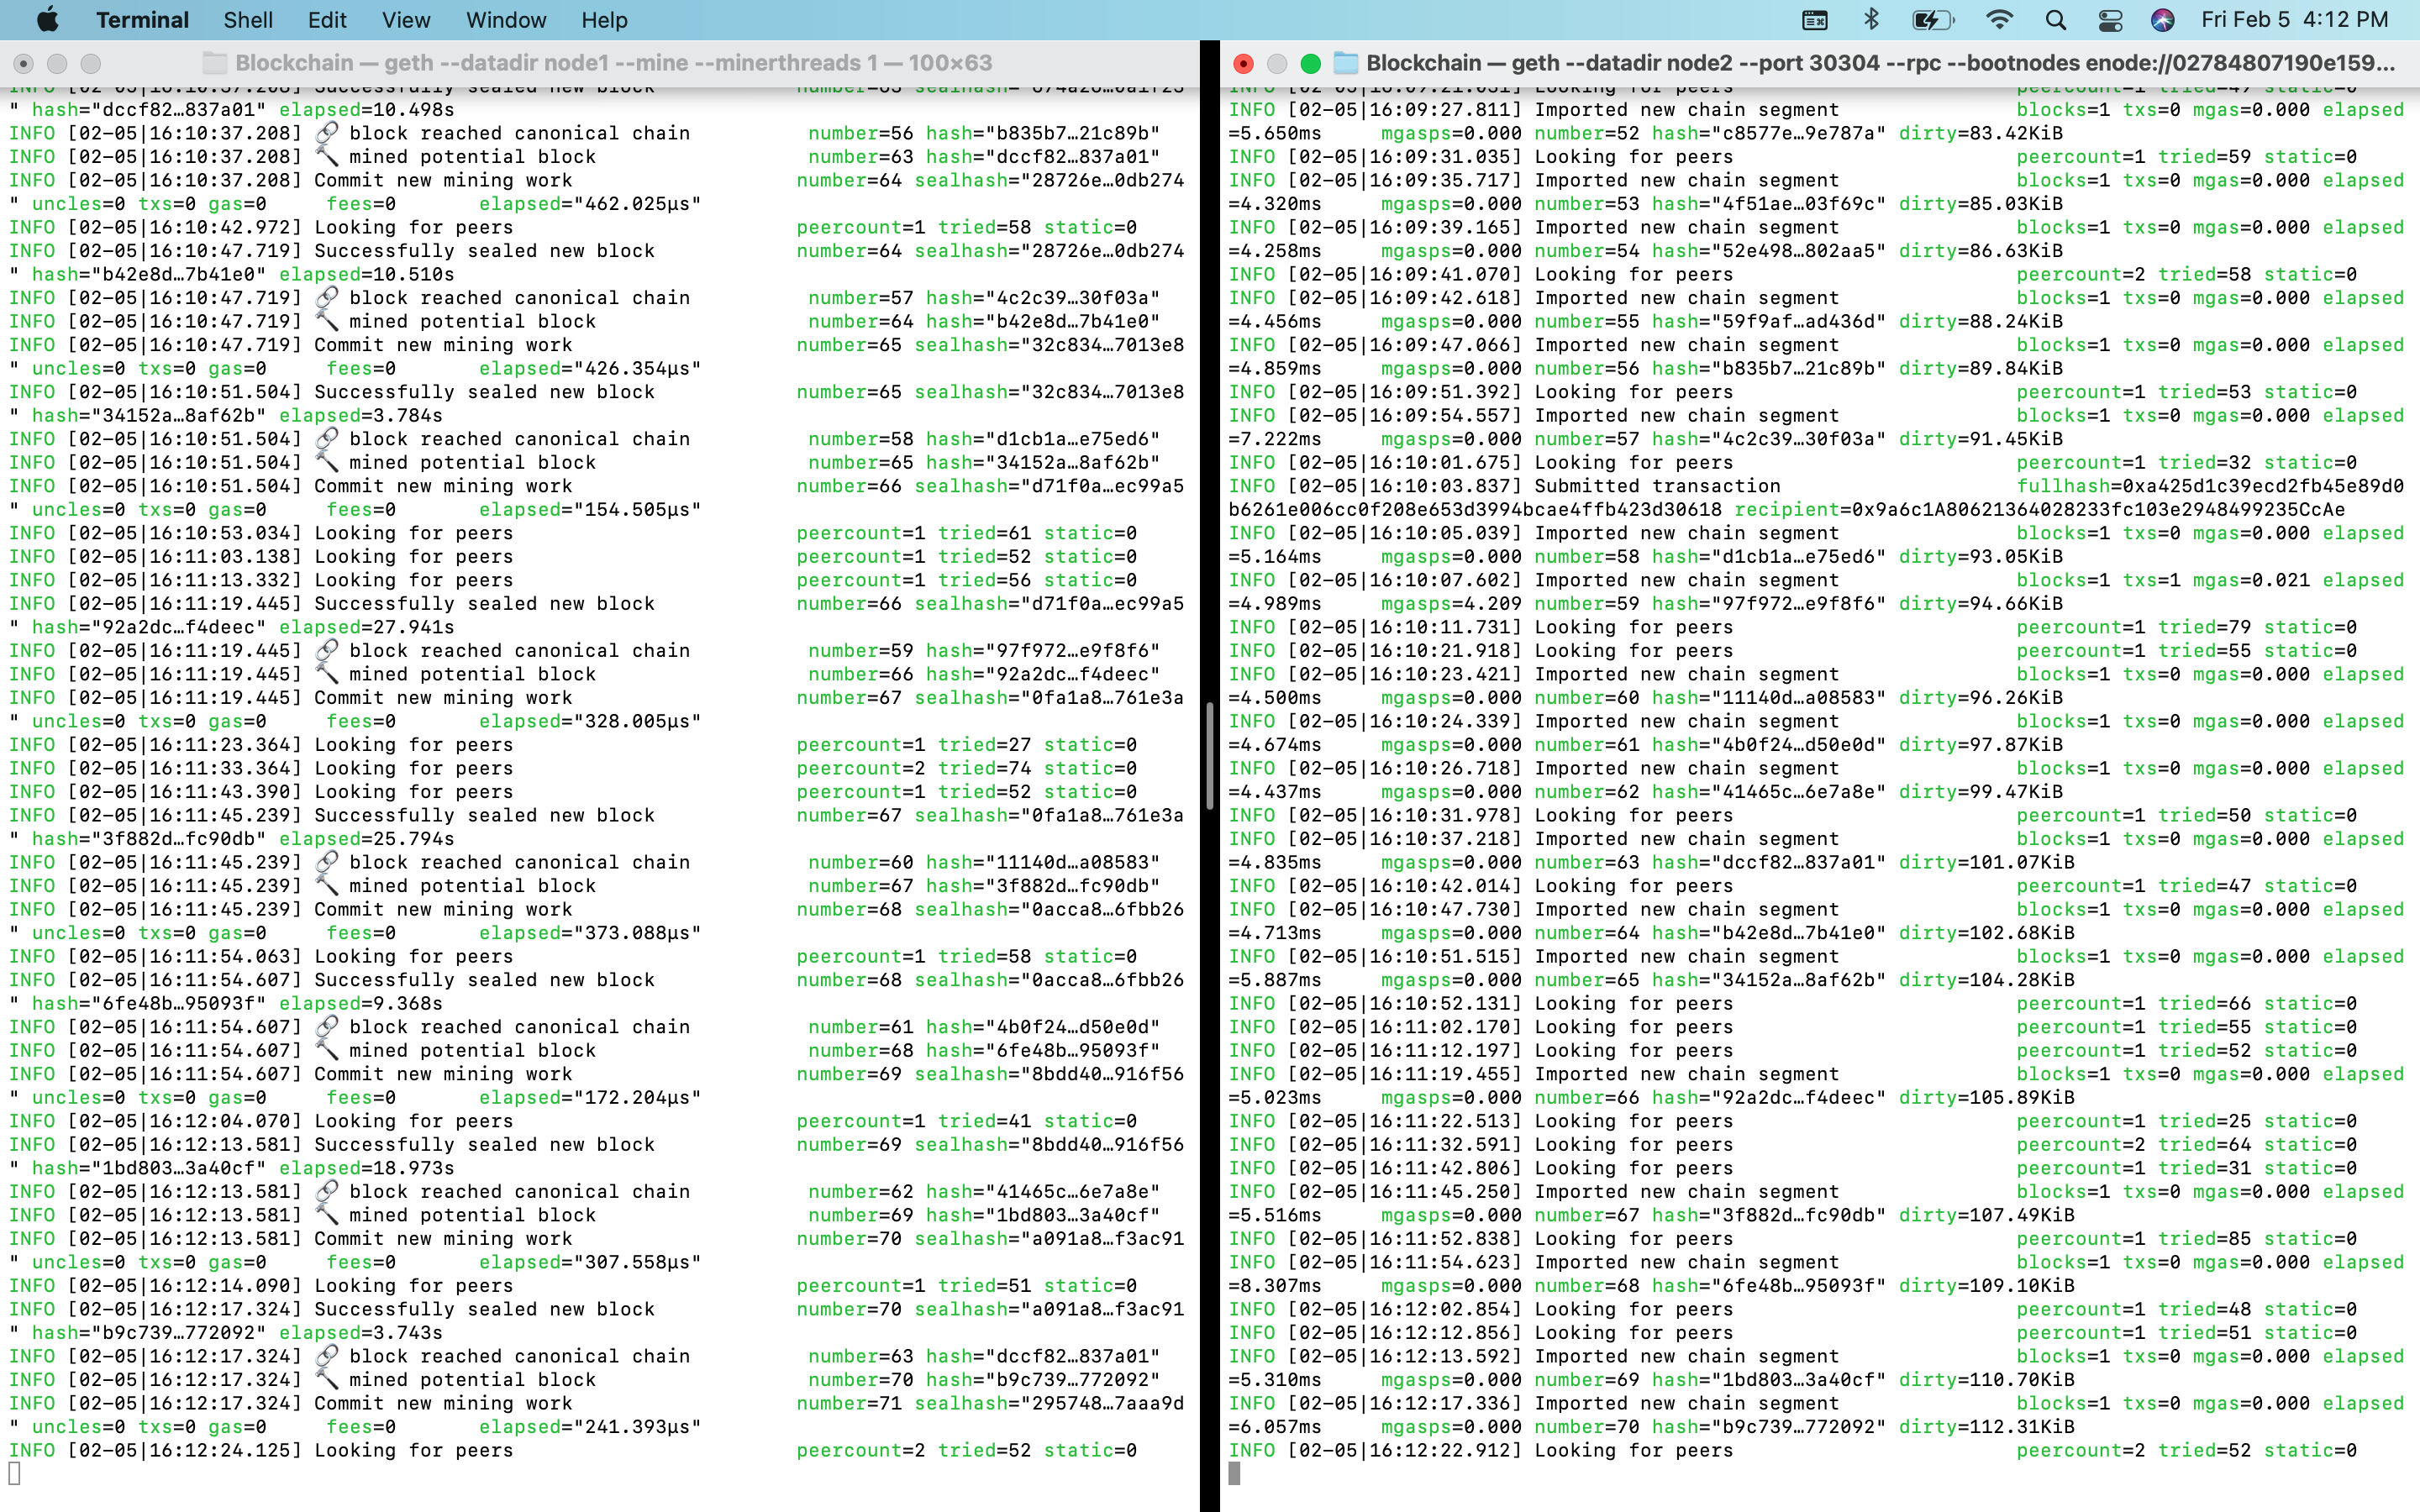 Terminal Shell Edit View Window Help Fri Feb 5 4:12 PM
Blockchain — geth --datadir node1 --mine --minerthreads 1 — 100×63
" hash="dccf82…837a01" elapsed=10.498s
INFO [02-05|16:10:37.208] 🔗 block reached canonical chain number=56 hash="b835b7…21c89b"
INFO [02-05|16:10:37.208] 🔨 mined potential block number=63 hash="dccf82…837a01"
INFO [02-05|16:10:37.208] Commit new mining work number=64 sealhash="28726e…0db274
" uncles=0 txs=0 gas=0 fees=0 elapsed="462.025µs"
INFO [02-05|16:10:42.972] Looking for peers peercount=1 tried=58 static=0
INFO [02-05|16:10:47.719] Successfully sealed new block number=64 sealhash="28726e…0db274
" hash="b42e8d…7b41e0" elapsed=10.510s
INFO [02-05|16:10:47.719] 🔗 block reached canonical chain number=57 hash="4c2c39…30f03a"
INFO [02-05|16:10:47.719] 🔨 mined potential block number=64 hash="b42e8d…7b41e0"
INFO [02-05|16:10:47.719] Commit new mining work number=65 sealhash="32c834…7013e8
" uncles=0 txs=0 gas=0 fees=0 elapsed="426.354µs"
INFO [02-05|16:10:51.504] Successfully sealed new block number=65 sealhash="32c834…7013e8
" hash="34152a…8af62b" elapsed=3.784s
INFO [02-05|16:10:51.504] 🔗 block reached canonical chain number=58 hash="d1cb1a…e75ed6"
INFO [02-05|16:10:51.504] 🔨 mined potential block number=65 hash="34152a…8af62b"
INFO [02-05|16:10:51.504] Commit new mining work number=66 sealhash="d71f0a…ec99a5
" uncles=0 txs=0 gas=0 fees=0 elapsed="154.505µs"
INFO [02-05|16:10:53.034] Looking for peers peercount=1 tried=61 static=0
INFO [02-05|16:11:03.138] Looking for peers peercount=1 tried=52 static=0
INFO [02-05|16:11:13.332] Looking for peers peercount=1 tried=56 static=0
INFO [02-05|16:11:19.445] Successfully sealed new block number=66 sealhash="d71f0a…ec99a5
" hash="92a2dc…f4deec" elapsed=27.941s
INFO [02-05|16:11:19.445] 🔗 block reached canonical chain number=59 hash="97f972…e9f8f6"
INFO [02-05|16:11:19.445] 🔨 mined potential block number=66 hash="92a2dc…f4deec"
INFO [02-05|16:11:19.445] Commit new mining work number=67 sealhash="0fa1a8…761e3a
" uncles=0 txs=0 gas=0 fees=0 elapsed="328.005µs"
INFO [02-05|16:11:23.364] Looking for peers peercount=1 tried=27 static=0
INFO [02-05|16:11:33.364] Looking for peers peercount=2 tried=74 static=0
INFO [02-05|16:11:43.390] Looking for peers peercount=1 tried=52 static=0
INFO [02-05|16:11:45.239] Successfully sealed new block number=67 sealhash="0fa1a8…761e3a
" hash="3f882d…fc90db" elapsed=25.794s
INFO [02-05|16:11:45.239] 🔗 block reached canonical chain number=60 hash="11140d…a08583"
INFO [02-05|16:11:45.239] 🔨 mined potential block number=67 hash="3f882d…fc90db"
INFO [02-05|16:11:45.239] Commit new mining work number=68 sealhash="0acca8…6fbb26
" uncles=0 txs=0 gas=0 fees=0 elapsed="373.088µs"
INFO [02-05|16:11:54.063] Looking for peers peercount=1 tried=58 static=0
INFO [02-05|16:11:54.607] Successfully sealed new block number=68 sealhash="0acca8…6fbb26
" hash="6fe48b…95093f" elapsed=9.368s
INFO [02-05|16:11:54.607] 🔗 block reached canonical chain number=61 hash="4b0f24…d50e0d"
INFO [02-05|16:11:54.607] 🔨 mined potential block number=68 hash="6fe48b…95093f"
INFO [02-05|16:11:54.607] Commit new mining work number=69 sealhash="8bdd40…916f56
" uncles=0 txs=0 gas=0 fees=0 elapsed="172.204µs"
INFO [02-05|16:12:04.070] Looking for peers peercount=1 tried=41 static=0
INFO [02-05|16:12:13.581] Successfully sealed new block number=69 sealhash="8bdd40…916f56
" hash="1bd803…3a40cf" elapsed=18.973s
INFO [02-05|16:12:13.581] 🔗 block reached canonical chain number=62 hash="41465c…6e7a8e"
INFO [02-05|16:12:13.581] 🔨 mined potential block number=69 hash="1bd803…3a40cf"
INFO [02-05|16:12:13.581] Commit new mining work number=70 sealhash="a091a8…f3ac91
" uncles=0 txs=0 gas=0 fees=0 elapsed="307.558µs"
INFO [02-05|16:12:14.090] Looking for peers peercount=1 tried=51 static=0
INFO [02-05|16:12:17.324] Successfully sealed new block number=70 sealhash="a091a8…f3ac91
" hash="b9c739…772092" elapsed=3.743s
INFO [02-05|16:12:17.324] 🔗 block reached canonical chain number=63 hash="dccf82…837a01"
INFO [02-05|16:12:17.324] 🔨 mined potential block number=70 hash="b9c739…772092"
INFO [02-05|16:12:17.324] Commit new mining work number=71 sealhash="295748…7aaa9d
" uncles=0 txs=0 gas=0 fees=0 elapsed="241.393µs"
INFO [02-05|16:12:24.125] Looking for peers peercount=2 tried=52 static=0
Blockchain — geth --datadir node2 --port 30304 --rpc --bootnodes enode://02784807190e159...
INFO [02-05|16:09:27.811] Imported new chain segment blocks=1 txs=0 mgas=0.000 elapsed
=5.650ms mgasps=0.000 number=52 hash="c8577e…9e787a" dirty=83.42KiB
INFO [02-05|16:09:31.035] Looking for peers peercount=1 tried=59 static=0
INFO [02-05|16:09:35.717] Imported new chain segment blocks=1 txs=0 mgas=0.000 elapsed
=4.320ms mgasps=0.000 number=53 hash="4f51ae…03f69c" dirty=85.03KiB
INFO [02-05|16:09:39.165] Imported new chain segment blocks=1 txs=0 mgas=0.000 elapsed
=4.258ms mgasps=0.000 number=54 hash="52e498…802aa5" dirty=86.63KiB
INFO [02-05|16:09:41.070] Looking for peers peercount=2 tried=58 static=0
INFO [02-05|16:09:42.618] Imported new chain segment blocks=1 txs=0 mgas=0.000 elapsed
=4.456ms mgasps=0.000 number=55 hash="59f9af…ad436d" dirty=88.24KiB
INFO [02-05|16:09:47.066] Imported new chain segment blocks=1 txs=0 mgas=0.000 elapsed
=4.859ms mgasps=0.000 number=56 hash="b835b7…21c89b" dirty=89.84KiB
INFO [02-05|16:09:51.392] Looking for peers peercount=1 tried=53 static=0
INFO [02-05|16:09:54.557] Imported new chain segment blocks=1 txs=0 mgas=0.000 elapsed
=7.222ms mgasps=0.000 number=57 hash="4c2c39…30f03a" dirty=91.45KiB
INFO [02-05|16:10:01.675] Looking for peers peercount=1 tried=32 static=0
INFO [02-05|16:10:03.837] Submitted transaction fullhash=0xa425d1c39ecd2fb45e89d0
b6261e006cc0f208e653d3994bcae4ffb423d30618 recipient=0x9a6c1A80621364028233fc103e2948499235CcAe
INFO [02-05|16:10:05.039] Imported new chain segment blocks=1 txs=0 mgas=0.000 elapsed
=5.164ms mgasps=0.000 number=58 hash="d1cb1a…e75ed6" dirty=93.05KiB
INFO [02-05|16:10:07.602] Imported new chain segment blocks=1 txs=1 mgas=0.021 elapsed
=4.989ms mgasps=4.209 number=59 hash="97f972…e9f8f6" dirty=94.66KiB
INFO [02-05|16:10:11.731] Looking for peers peercount=1 tried=79 static=0
INFO [02-05|16:10:21.918] Looking for peers peercount=1 tried=55 static=0
INFO [02-05|16:10:23.421] Imported new chain segment blocks=1 txs=0 mgas=0.000 elapsed
=4.500ms mgasps=0.000 number=60 hash="11140d…a08583" dirty=96.26KiB
INFO [02-05|16:10:24.339] Imported new chain segment blocks=1 txs=0 mgas=0.000 elapsed
=4.674ms mgasps=0.000 number=61 hash="4b0f24…d50e0d" dirty=97.87KiB
INFO [02-05|16:10:26.718] Imported new chain segment blocks=1 txs=0 mgas=0.000 elapsed
=4.437ms mgasps=0.000 number=62 hash="41465c…6e7a8e" dirty=99.47KiB
INFO [02-05|16:10:31.978] Looking for peers peercount=1 tried=50 static=0
INFO [02-05|16:10:37.218] Imported new chain segment blocks=1 txs=0 mgas=0.000 elapsed
=4.835ms mgasps=0.000 number=63 hash="dccf82…837a01" dirty=101.07KiB
INFO [02-05|16:10:42.014] Looking for peers peercount=1 tried=47 static=0
INFO [02-05|16:10:47.730] Imported new chain segment blocks=1 txs=0 mgas=0.000 elapsed
=4.713ms mgasps=0.000 number=64 hash="b42e8d…7b41e0" dirty=102.68KiB
INFO [02-05|16:10:51.515] Imported new chain segment blocks=1 txs=0 mgas=0.000 elapsed
=5.887ms mgasps=0.000 number=65 hash="34152a…8af62b" dirty=104.28KiB
INFO [02-05|16:10:52.131] Looking for peers peercount=1 tried=66 static=0
INFO [02-05|16:11:02.170] Looking for peers peercount=1 tried=55 static=0
INFO [02-05|16:11:12.197] Looking for peers peercount=1 tried=52 static=0
INFO [02-05|16:11:19.455] Imported new chain segment blocks=1 txs=0 mgas=0.000 elapsed
=5.023ms mgasps=0.000 number=66 hash="92a2dc…f4deec" dirty=105.89KiB
INFO [02-05|16:11:22.513] Looking for peers peercount=1 tried=25 static=0
INFO [02-05|16:11:32.591] Looking for peers peercount=2 tried=64 static=0
INFO [02-05|16:11:42.806] Looking for peers peercount=1 tried=31 static=0
INFO [02-05|16:11:45.250] Imported new chain segment blocks=1 txs=0 mgas=0.000 elapsed
=5.516ms mgasps=0.000 number=67 hash="3f882d…fc90db" dirty=107.49KiB
INFO [02-05|16:11:52.838] Looking for peers peercount=1 tried=85 static=0
INFO [02-05|16:11:54.623] Imported new chain segment blocks=1 txs=0 mgas=0.000 elapsed
=8.307ms mgasps=0.000 number=68 hash="6fe48b…95093f" dirty=109.10KiB
INFO [02-05|16:12:02.854] Looking for peers peercount=1 tried=48 static=0
INFO [02-05|16:12:12.856] Looking for peers peercount=1 tried=51 static=0
INFO [02-05|16:12:13.592] Imported new chain segment blocks=1 txs=0 mgas=0.000 elapsed
=5.310ms mgasps=0.000 number=69 hash="1bd803…3a40cf" dirty=110.70KiB
INFO [02-05|16:12:17.336] Imported new chain segment blocks=1 txs=0 mgas=0.000 elapsed
=6.057ms mgasps=0.000 number=70 hash="b9c739…772092" dirty=112.31KiB
INFO [02-05|16:12:22.912] Looking for peers peercount=2 tried=52 static=0